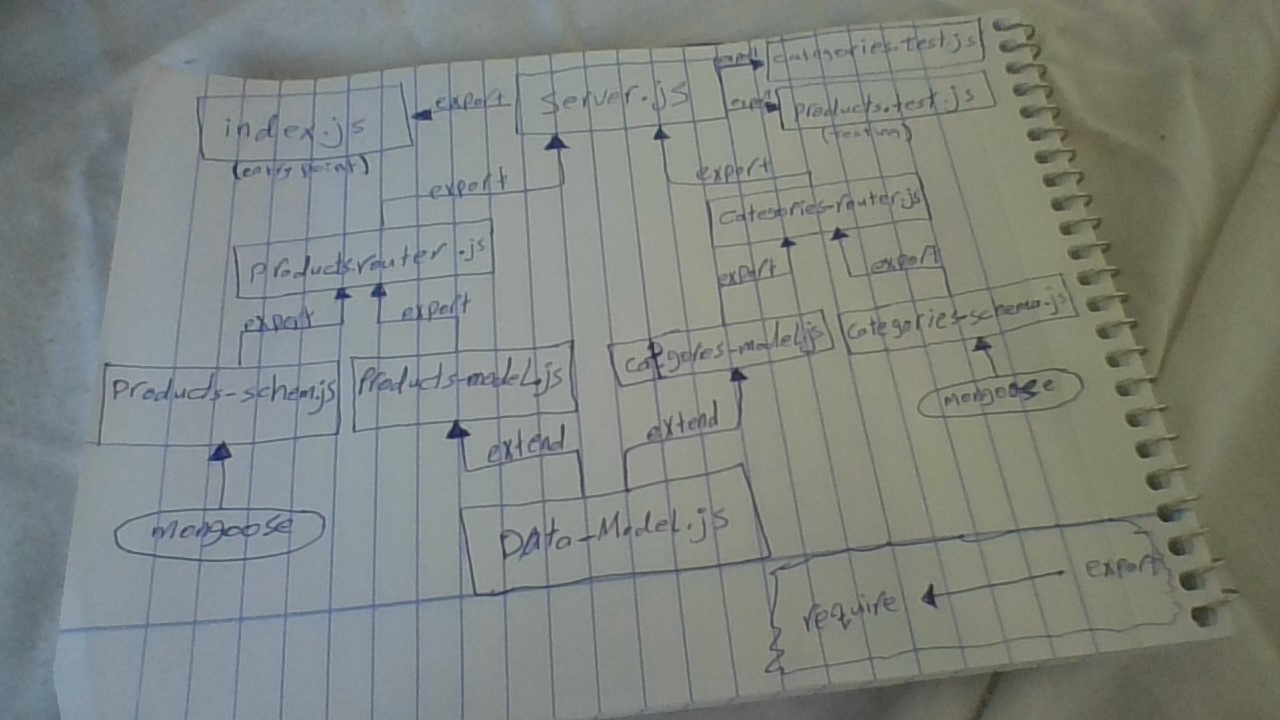 categories.test.js
export
export
server.js
export
index.js
(entry point)
export
products.test.js
(testing)
export
export
categories-router.js
productsrouter.js
export
export
export
export
categories-schema.js
categores-model.js
products-schem.js
products-model.js
mongoose
extend
extend
mongoose
DAta-Model.js
export
require